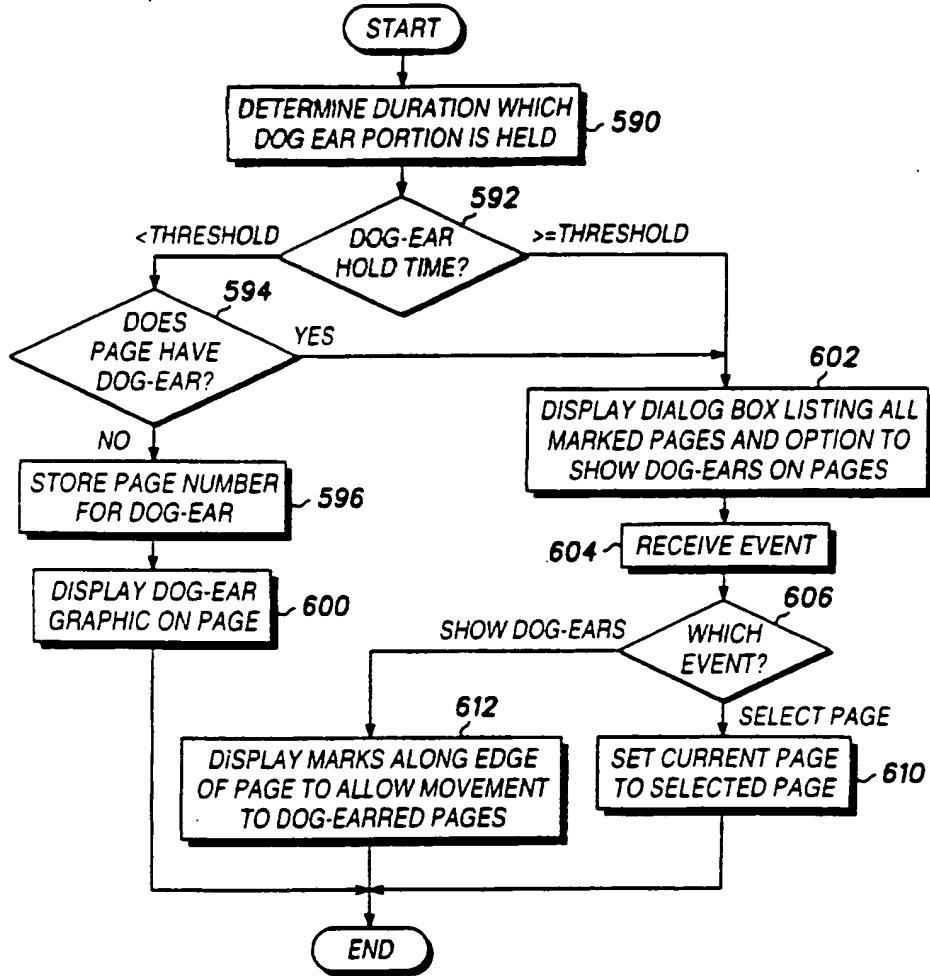 START
DETERMINE DURATION WHICH
DOG EAR PORTION IS HELD
590
592
<THRESHOLD
DOG-EAR
HOLD TIME?
>=THRESHOLD
594
DOES
PAGE HAVE
DOG-EAR?
YES
NO
602
DISPLAY DIALOG BOX LISTING ALL
MARKED PAGES AND OPTION TO
SHOW DOG-EARS ON PAGES
STORE PAGE NUMBER
FOR DOG-EAR
596
604
RECEIVE EVENT
DISPLAY DOG-EAR
GRAPHIC ON PAGE
600
606
SHOW DOG-EARS
WHICH
EVENT?
SELECT PAGE
612
DISPLAY MARKS ALONG EDGE
OF PAGE TO ALLOW MOVEMENT
TO DOG-EARRED PAGES
SET CURRENT PAGE
TO SELECTED PAGE
610
END